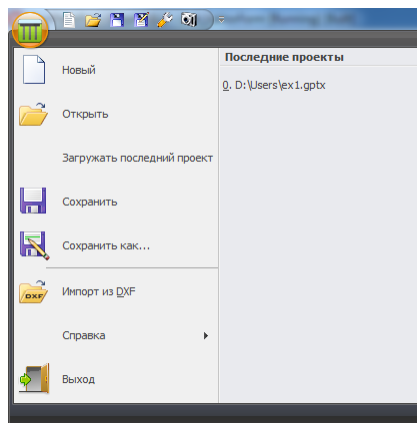 Последние проекты
Новый
0. D:\Users\ex1.gptx
Открыть
Загружать последний проект
Сохранить
Сохранить как...
DXF
Импорт из DXF
Справка
Выход